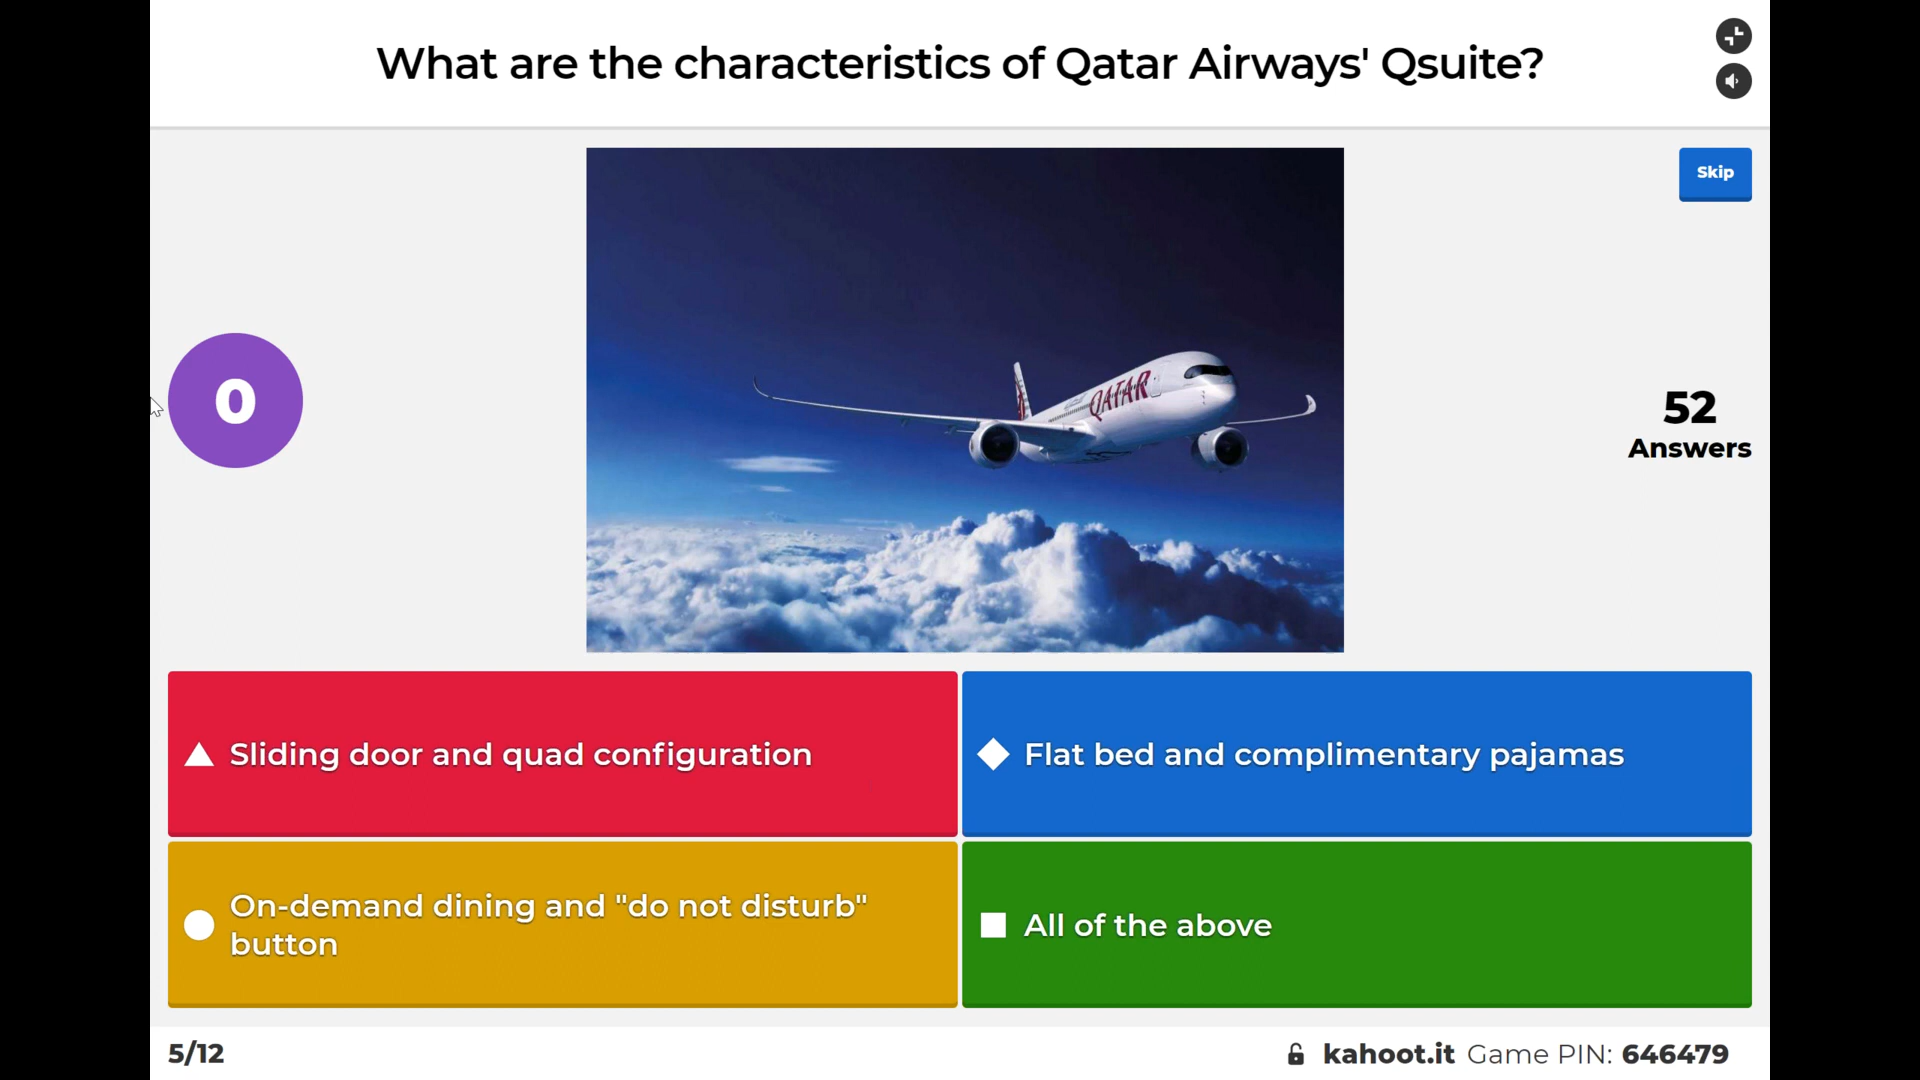 What are the characteristics of Qatar Airways' Qsuite?
Skip
QATAR
0
52
Answers
Sliding door and quad configuration
Flat bed and complimentary pajamas
On-demand dining and "do not disturb"
button
All of the above
5/12
kahoot.it Game PIN: 646479